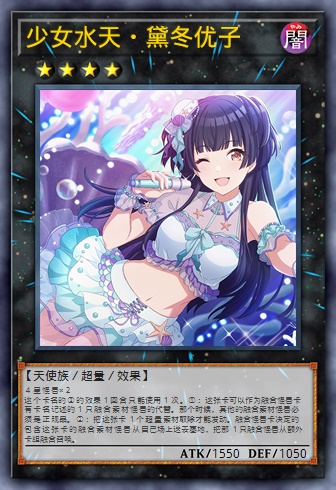 少女水天・黛冬优子
闇
【天使族／超量／效果】
4星怪兽×2
这个卡名的②的效果1回合只能使用1次。①：这张卡可以作为融合怪兽卡
有卡名记述的1只融合素材怪兽的代替。那个时候，其他的融合素材怪兽必
须是正规品。②：把这张卡1个超量素材取除才能发动。融合怪兽卡决定的
包含这张卡的融合素材怪兽从自己场上送去墓地，把那1只融合怪兽从额外
卡组融合召唤。
ATK/1550 DEF/1050